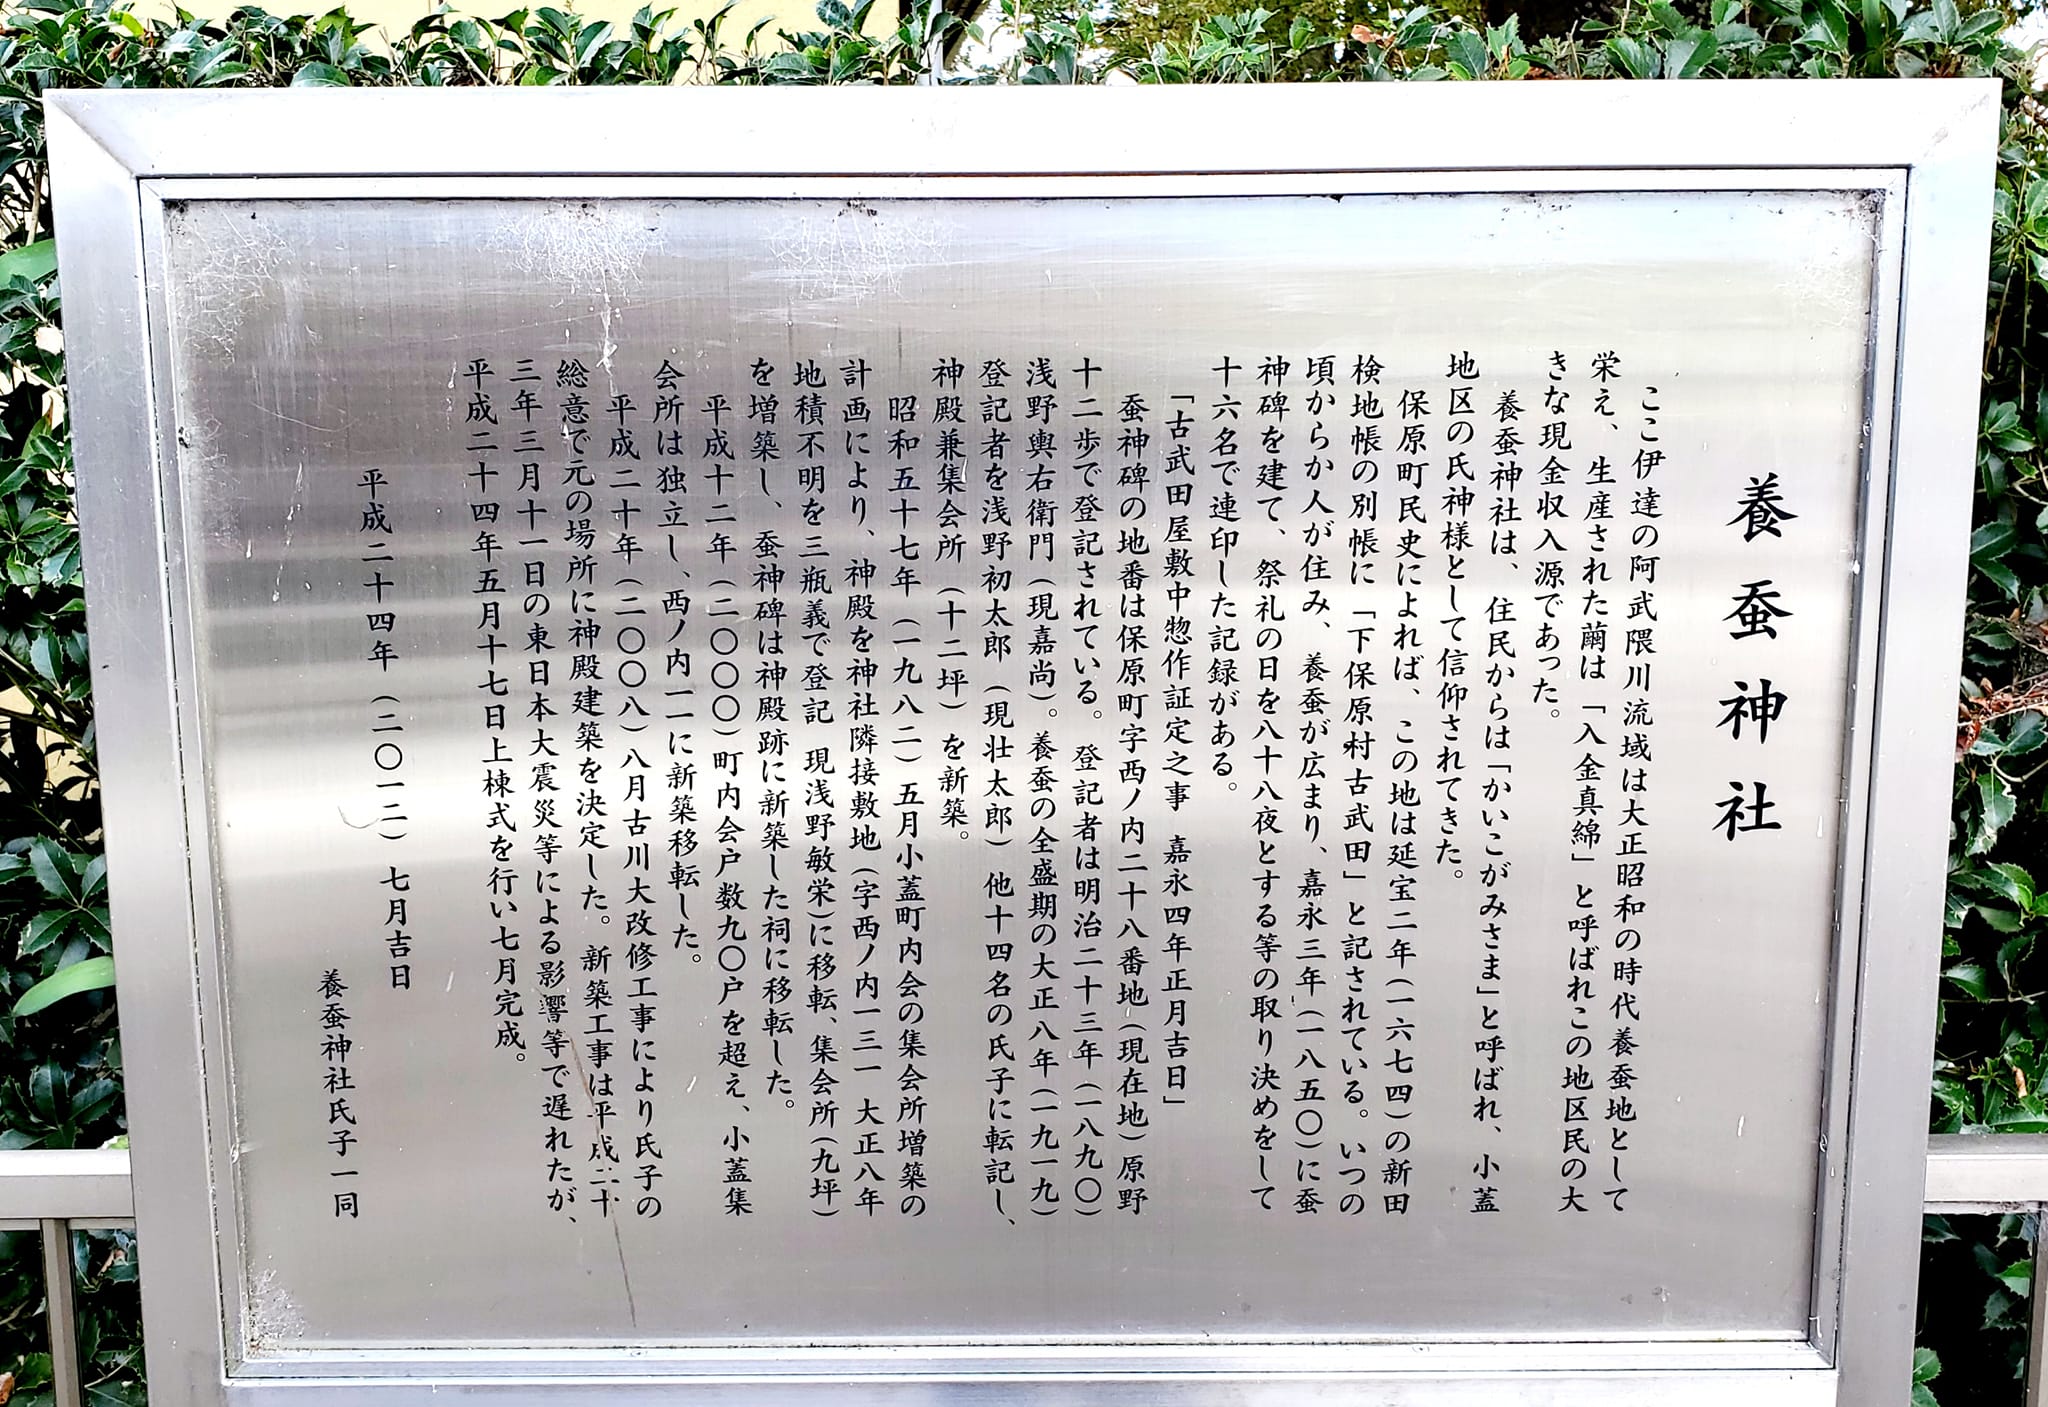 養蚕神社
ここ伊達の阿武隈川流域は大正昭和の時代養蚕地として
栄え、生産された繭は「入金真綿」と呼ばれこの地区民の大
きな現金収入源であった。
養蚕神社は、住民からは「かいこがみさま」と呼ばれ、小蓋
地区の氏神様として信仰されてきた。
保原町民史によれば、この地は延宝二年(一六七四)の新田
検地帳の別帳に「下保原村古武田」と記されている。いつの
頃からか人が住み、養蚕が広まり、嘉永三年(一八五〇)に蚕
神碑を建て、祭礼の日を八十八夜とする等の取り決めをして
十六名で連印した記録がある。
「古武田屋敷中惣作証定之事 嘉永四年正月吉日」
蚕神碑の地番は保原町字西ノ内二十八番地(現在地)原野
十二歩で登記されている。登記者は明治二十三年(一八九〇)
浅野輿右衛門(現嘉尚)。養蚕の全盛期の大正八年(一九一九)
登記者を浅野初太郎(現壮太郎)他十四名の氏子に転記し、
神殿兼集会所(十二坪)を新築。
昭和五十七年(一九八二)五月小蓋町内会の集会所増築の
計画により、神殿を神社隣接敷地(字西ノ内一三一 大正八年
地積不明を三瓶義で登記 現浅野敏栄)に移転、集会所(九坪)
を増築し、蚕神碑は神殿跡に新築した祠に移転した。
平成十二年(二〇〇〇)町内会戸数九〇戸を超え、小蓋集
会所は独立し、西ノ内一一に新築移転した。
平成二十年(二〇〇八)八月古川大改修工事により氏子の
総意で元の場所に神殿建築を決定した。新築工事は平成二十
三年三月十一日の東日本大震災等による影響等で遅れたが、
平成二十四年五月十七日上棟式を行い七月完成。
平成二十四年(二〇一二)七月吉日
養蚕神社氏子一同